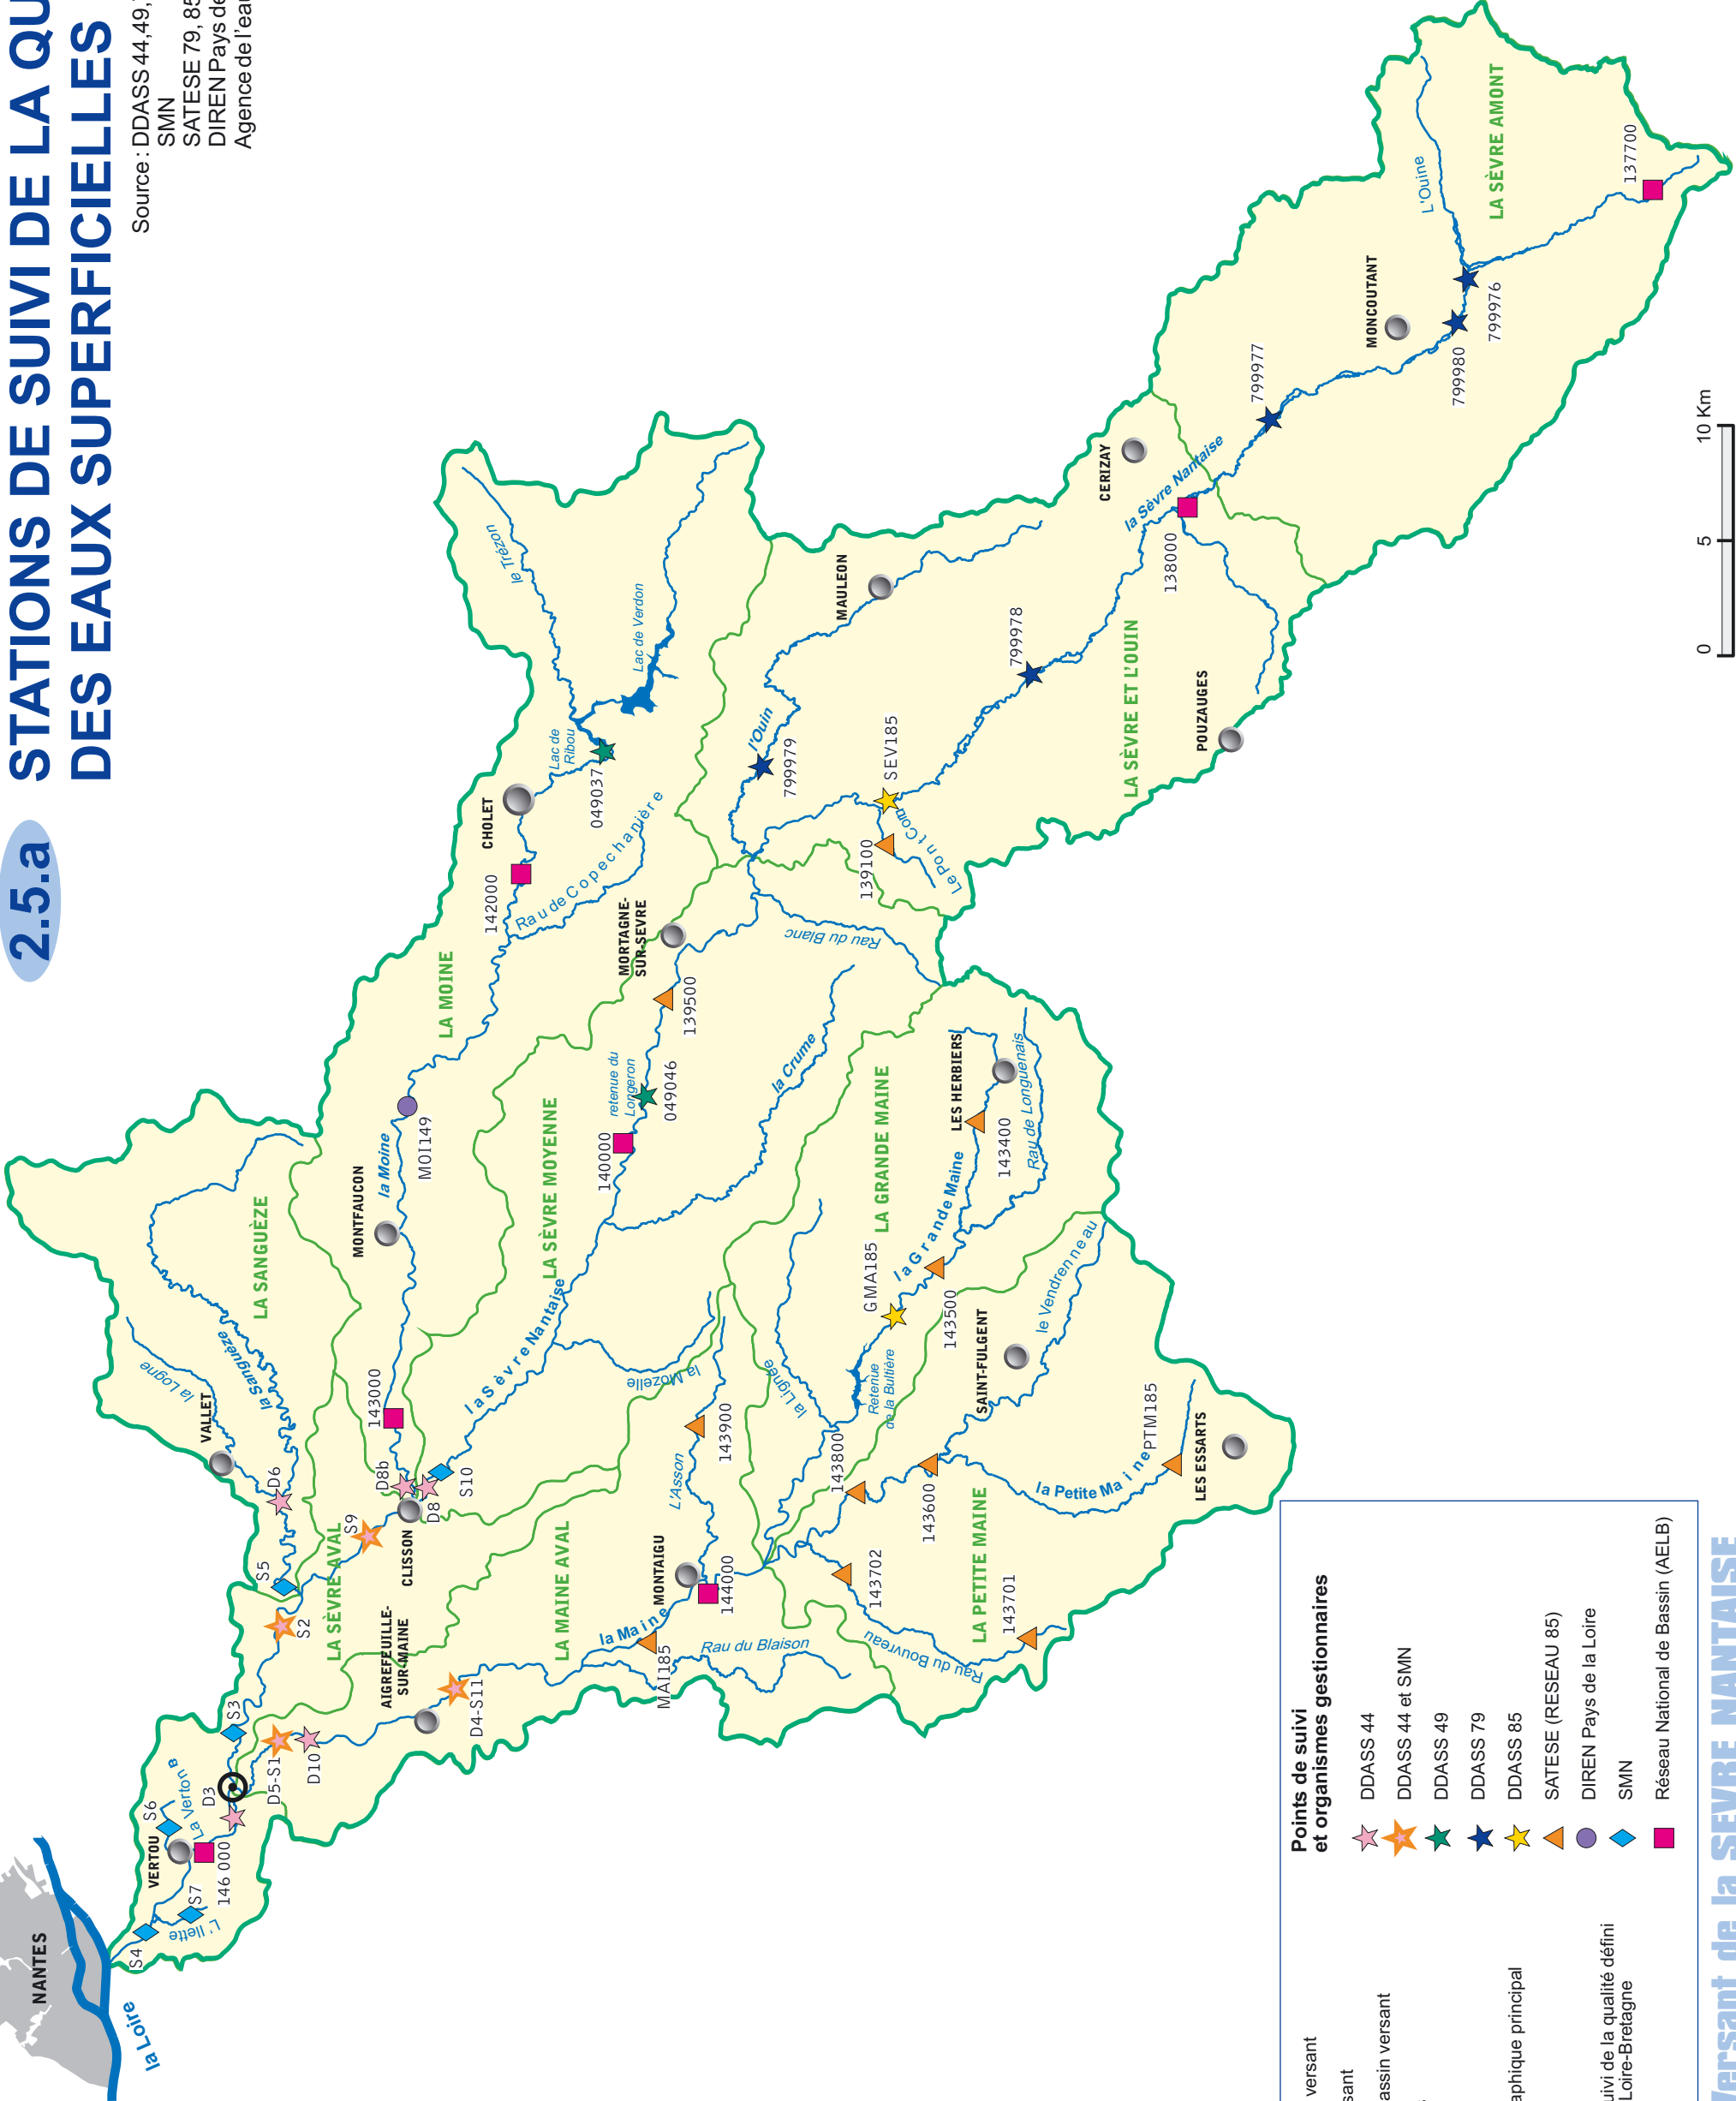 2.5.a STATIONS DE SUIVI DE LA QU
DES EAUX SUPERFICIELLES
Source : DDASS 44,49,
SMN
SATESE 79, 85
DIREN Pays de
Agence de l'eau
NANTES
la Loire
S4
S7
L'Ilette
VERTOU
146 000
S6
La Verton
D3
S3
D5-S1
D10
AIGREFEUILLE-
SUR-MAINE
D4-S11
S2
S5
LA SÈVRE AVAL
S9
CLISSON
D8
D8b
S10
D6
VALLET
la Logne
la Sanguèze
LA SANGUÈZE
143000
MONTFAUCON
la Moine
MOI149
LA MOINE
142000
CHOLET
Rau de Copechanière
049037
Lac de
Ribou
Lac de Verdon
le Trézon
LA MAINE AVAL
la Maine
MAI185
Rau du Blaison
MONTAIGU
144000
L'Asson
143900
la Mozelle
la Sèvre Nantaise
LA SÈVRE MOYENNE
140000
retenue du
Longeron
049046
139500
MORTAGNE-
SUR-SEVRE
la Crume
Rau du Blanc
139100
Le Pont Corn
SEV185
l'Ouin
799979
MAULEON
799978
LA SÈVRE ET L'OUIN
POUZAUGES
138000
la Sèvre Nantaise
CERIZAY
799977
MONCOUTANT
799980
799976
L'Ouine
LA SÈVRE AMONT
137700
la Lignée
Retenue
de la Bultière
GMA185
la Grande Maine
LA GRANDE MAINE
143500
LES HERBIERS
143400
Rau de Longuenais
143800
143600
143702
Rau du Bouvreau
143701
LA PETITE MAINE
la Petite Maine
PTM185
LES ESSARTS
SAINT-FULGENT
le Vendrenneau
0 5 10 Km
Points de suivi
et organismes gestionnaires
DDASS 44
DDASS 44 et SMN
DDASS 49
DDASS 79
DDASS 85
SATESE (RESEAU 85)
DIREN Pays de la Loire
SMN
Réseau National de Bassin (AELB)
versant
sant
assin versant
aphique principal
uivi de la qualité défini
Loire-Bretagne
Versant de la SEVRE NANTAISE